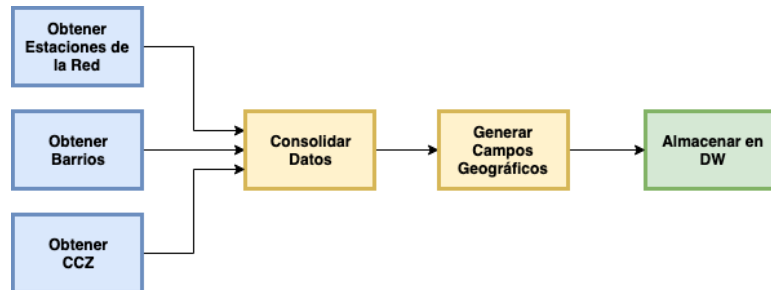 Obtener
Estaciones de
la Red
Obtener
Barrios
Obtener
CCZ
Consolidar
Datos
Generar
Campos
Geográficos
Almacenar en
DW